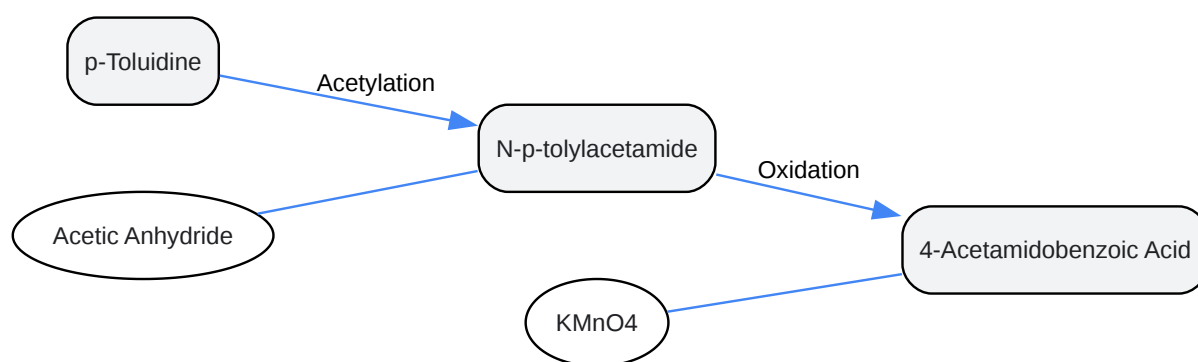 p-Toluidine
Acetylation
N-p-tolylacetamide
Oxidation
Acetic Anhydride
4-Acetamidobenzoic Acid
KMnO4